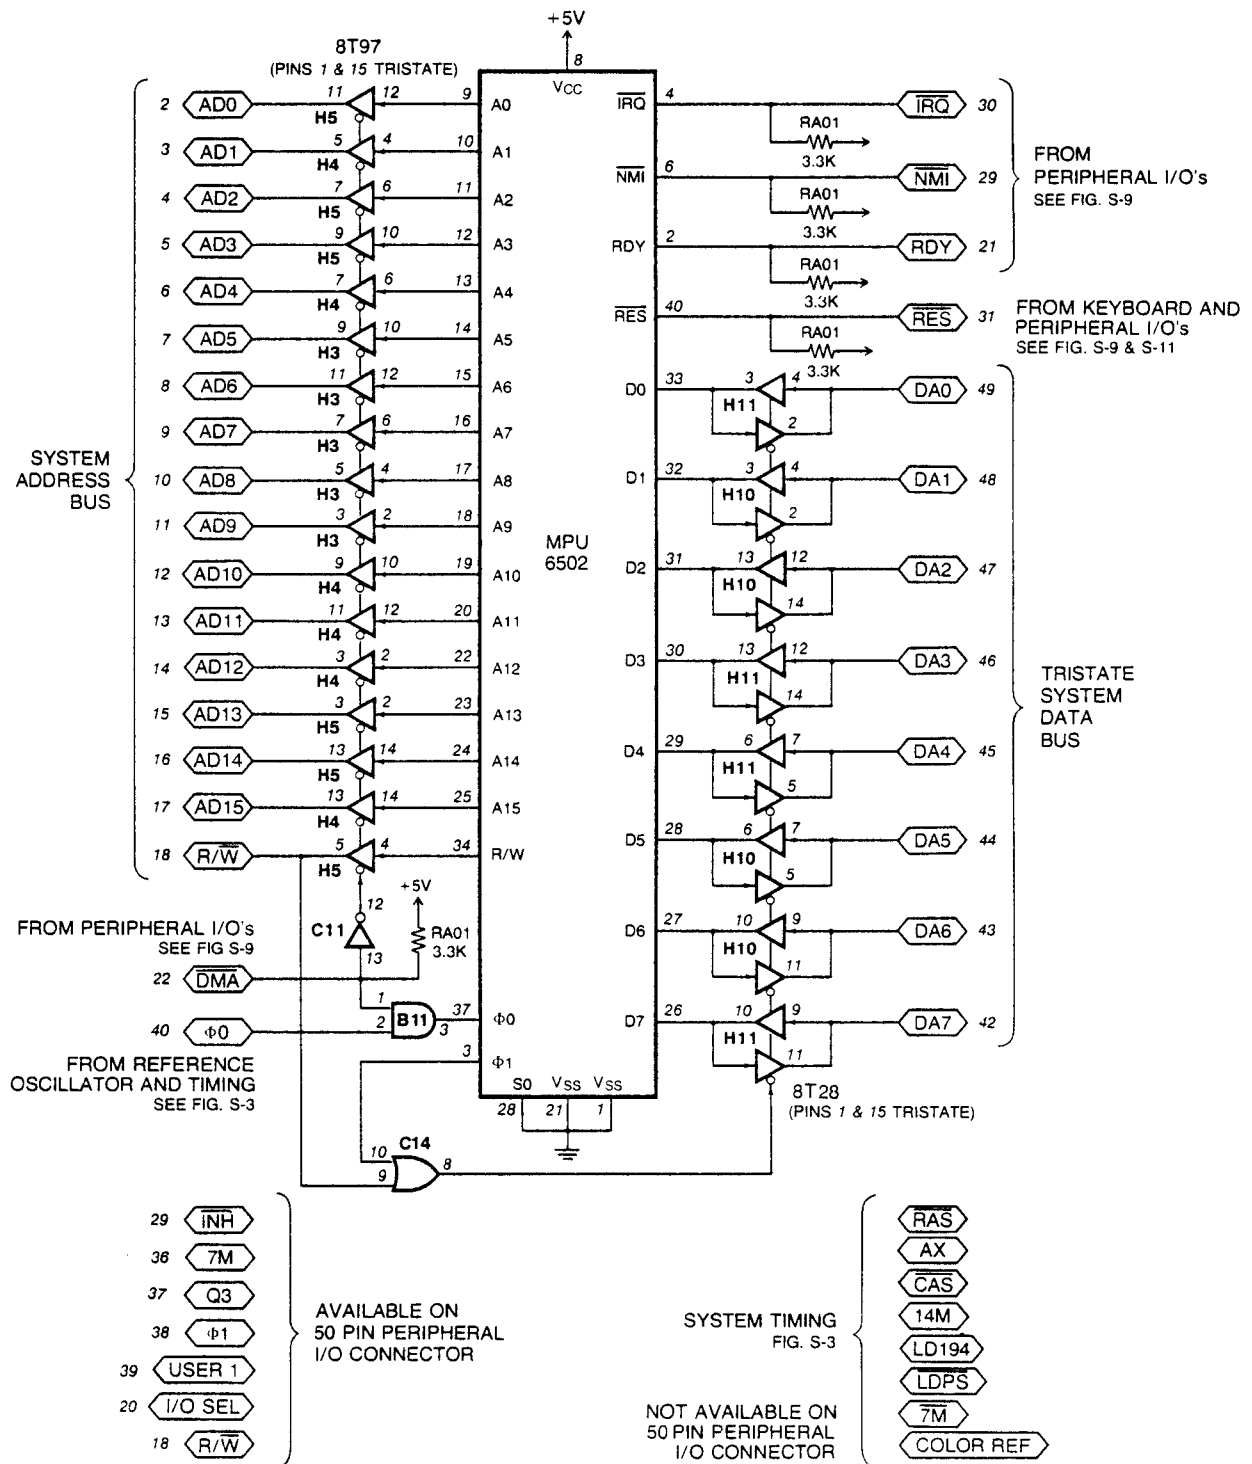 +5V
8
8T97
(PINS 1 & 15 TRISTATE)
VCC
2 AD0 11 12 H5 9 A0
3 AD1 5 4 H4 10 A1
4 AD2 7 6 H5 11 A2
5 AD3 9 10 H5 12 A3
6 AD4 7 6 H4 13 A4
7 AD5 9 10 H3 14 A5
8 AD6 11 12 H3 15 A6
9 AD7 7 6 H3 16 A7
10 AD8 5 4 H3 17 A8
11 AD9 3 2 H3 18 A9
12 AD10 9 10 H4 19 A10
13 AD11 11 12 H4 20 A11
14 AD12 3 2 H4 22 A12
15 AD13 3 2 H5 23 A13
16 AD14 13 14 H5 24 A14
17 AD15 13 14 H4 25 A15
18 R/W 5 4 H5 34 R/W
SYSTEM
ADDRESS
BUS
MPU
6502
IRQ 4 IRQ 30
RA01
3.3K
NMI 6 NMI 29
RA01
3.3K
RDY 2 RDY 21
RA01
3.3K
RES 40 RES 31
RA01
3.3K
FROM
PERIPHERAL I/O's
SEE FIG. S-9
FROM KEYBOARD AND
PERIPHERAL I/O's
SEE FIG. S-9 & S-11
D0 33 3 4 H11 2 DA0 49
D1 32 3 4 H10 2 DA1 48
D2 31 13 12 H10 14 DA2 47
D3 30 13 12 H11 14 DA3 46
D4 29 6 7 H11 5 DA4 45
D5 28 6 7 H10 5 DA5 44
D6 27 10 9 H10 11 DA6 43
D7 26 10 9 H11 11 DA7 42
TRISTATE
SYSTEM
DATA
BUS
8T28
(PINS 1 & 15 TRISTATE)
+5V
12
C11
13
RA01
3.3K
FROM PERIPHERAL I/O's
SEE FIG S-9
22 DMA
1
2 B11 3 37 Φ0
40 Φ0
FROM REFERENCE
OSCILLATOR AND TIMING
SEE FIG. S-3
3 Φ1
S0 VSS VSS
28 21 1
C14
10
9
8
29 INH
36 7M
37 Q3
38 Φ1
39 USER 1
20 I/O SEL
18 R/W
AVAILABLE ON
50 PIN PERIPHERAL
I/O CONNECTOR
SYSTEM TIMING
FIG. S-3
NOT AVAILABLE ON
50 PIN PERIPHERAL
I/O CONNECTOR
RAS
AX
CAS
14M
LD194
LDPS
7M
COLOR REF